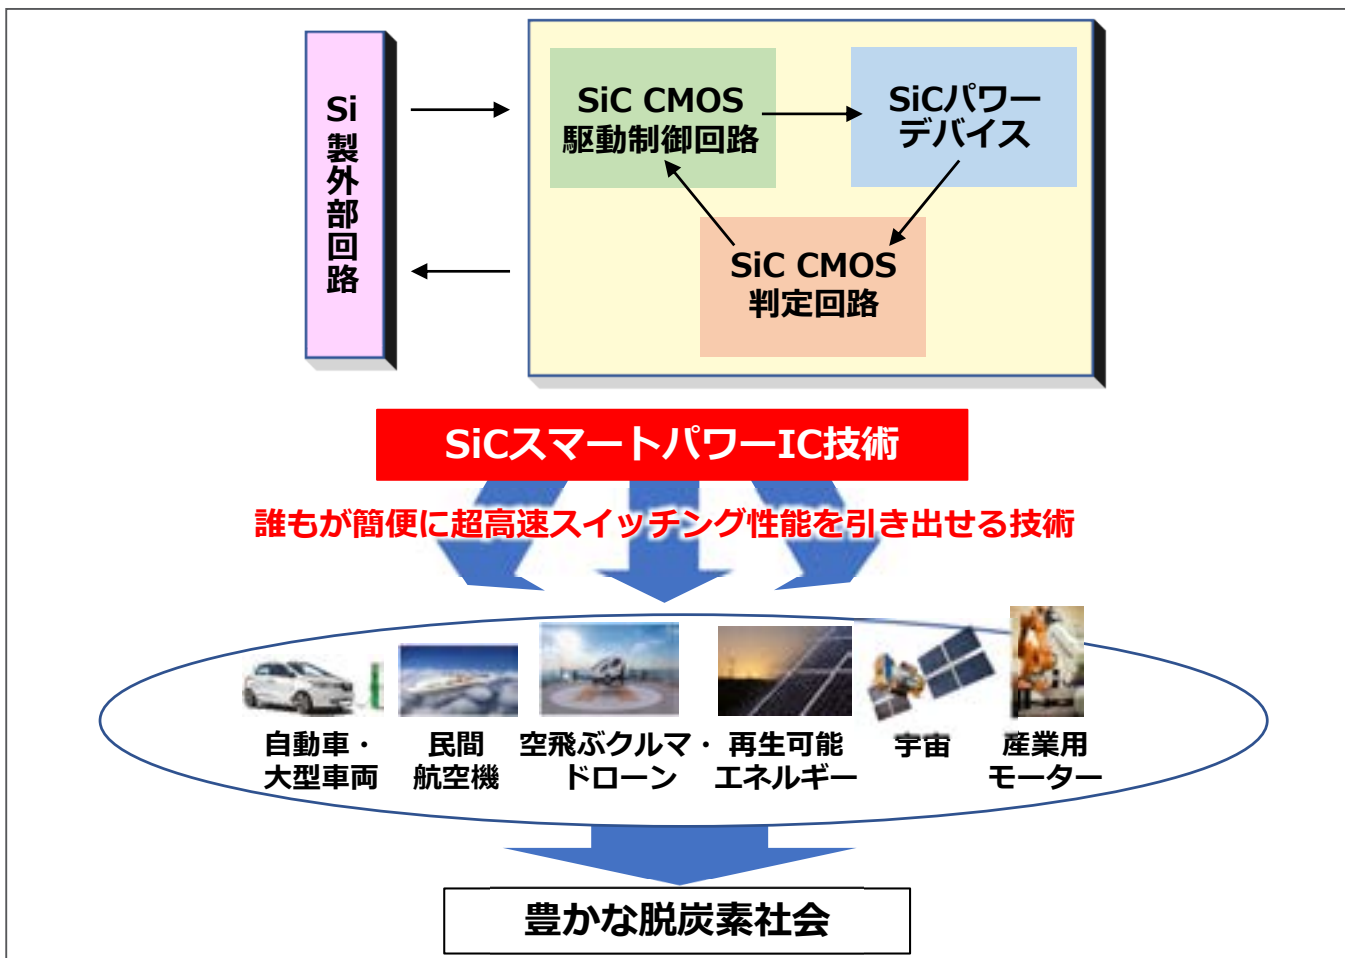 Si製外部回路
SiC CMOS
駆動制御回路
SiCパワー
デバイス
SiC CMOS
判定回路
SiCスマートパワーIC技術
誰もが簡便に超高速スイッチング性能を引き出せる技術
自動車・
大型車両
民間
航空機
空飛ぶクルマ・
ドローン
再生可能
エネルギー
宇宙
産業用
モーター
豊かな脱炭素社会